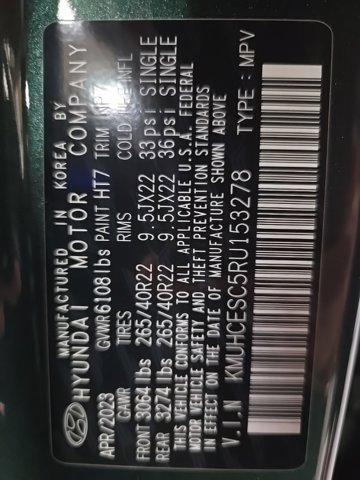 MANUFACTURED IN KOREA BY
HYUNDAI MOTOR COMPANY
APR/2023 GVWR 6108 lbs PAINT HT7 TRIM
GAWR TIRES RIMS COLD INFL
FRONT 3064 lbs 265/40R22 9.5JX22 33psi SINGLE
REAR 3274 lbs 265/40R22 9.5JX22 36psi SINGLE
THIS VEHICLE CONFORMS TO ALL APPLICABLE U.S.A. FEDERAL
MOTOR VEHICLE SAFETY AND THEFT PREVENTION STANDARDS
IN EFFECT ON THE DATE OF MANUFACTURE SHOWN ABOVE
V.I.N KMUHCESC5RU153278 TYPE : MPV